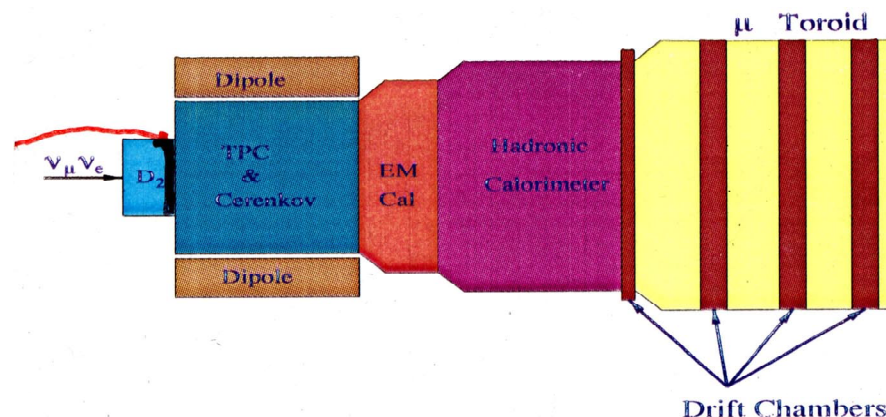 μ Toroid
Dipole
TPC
&
Cerenkov
Hadronic
Calorimeter
EM
Cal
νμ νe
D2
Dipole
Drift Chambers